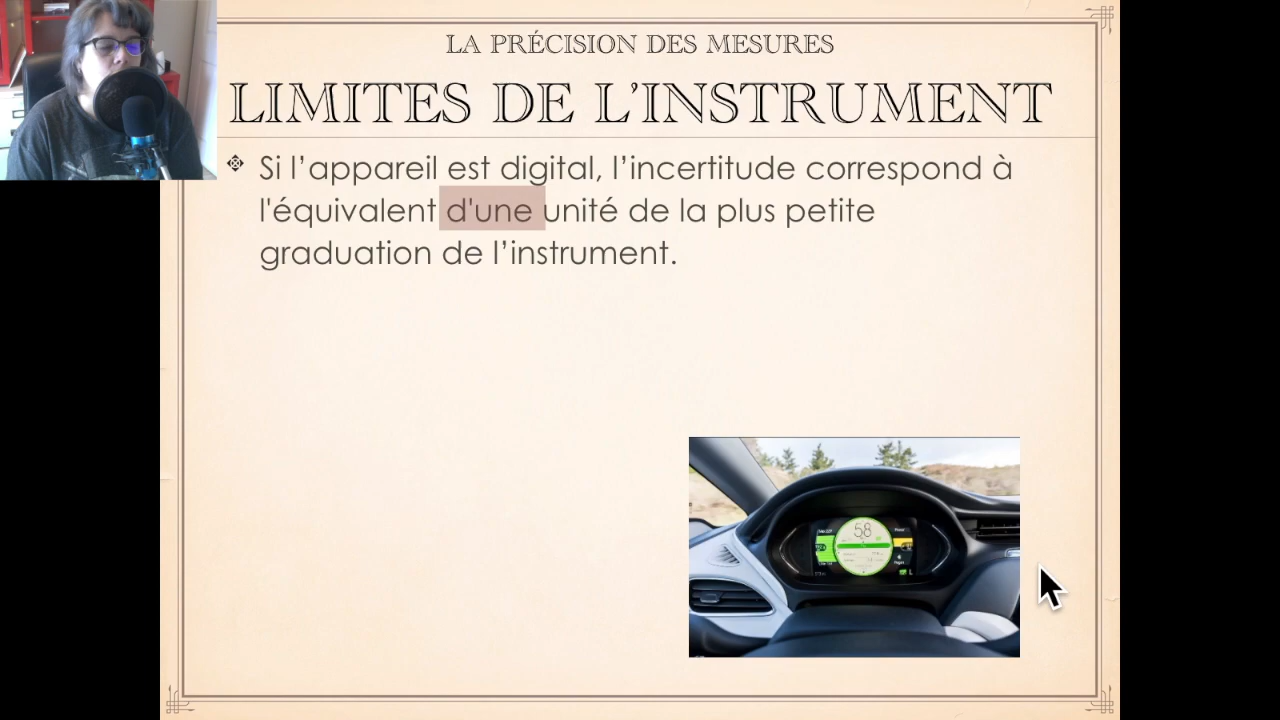 LA PRÉCISION DES MESURES
LIMITES DE L’INSTRUMENT
Si l’appareil est digital, l’incertitude correspond à
l'équivalent d'une unité de la plus petite
graduation de l’instrument.
58